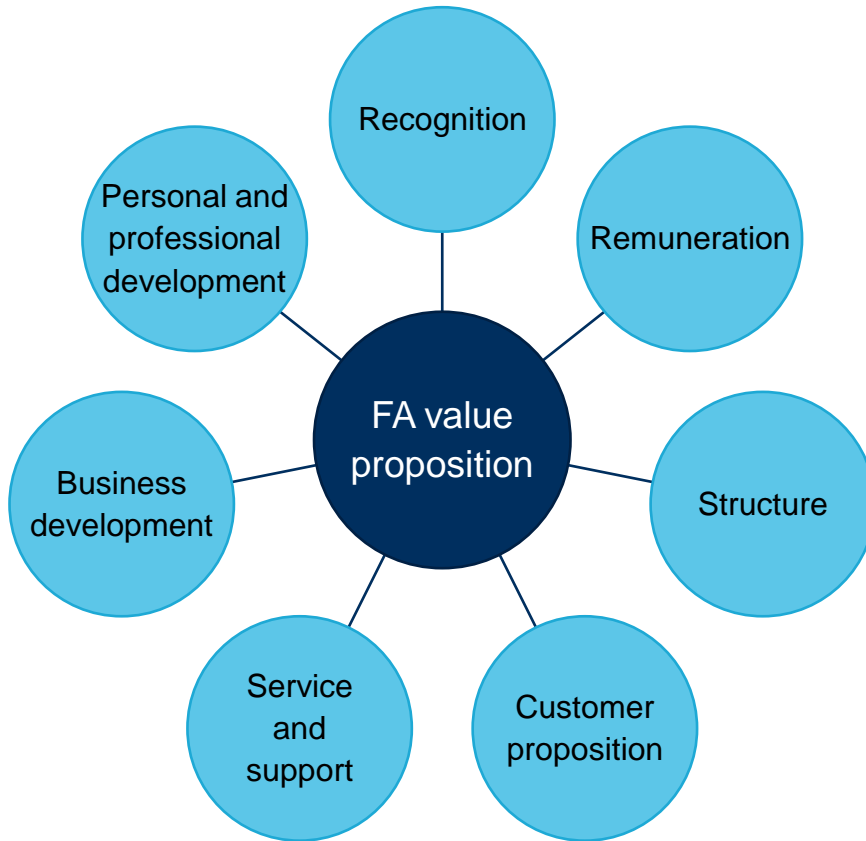 Recognition
Remuneration
Structure
Customer
proposition
Service
and
support
Business
development
Personal and
professional
development
FA value
proposition